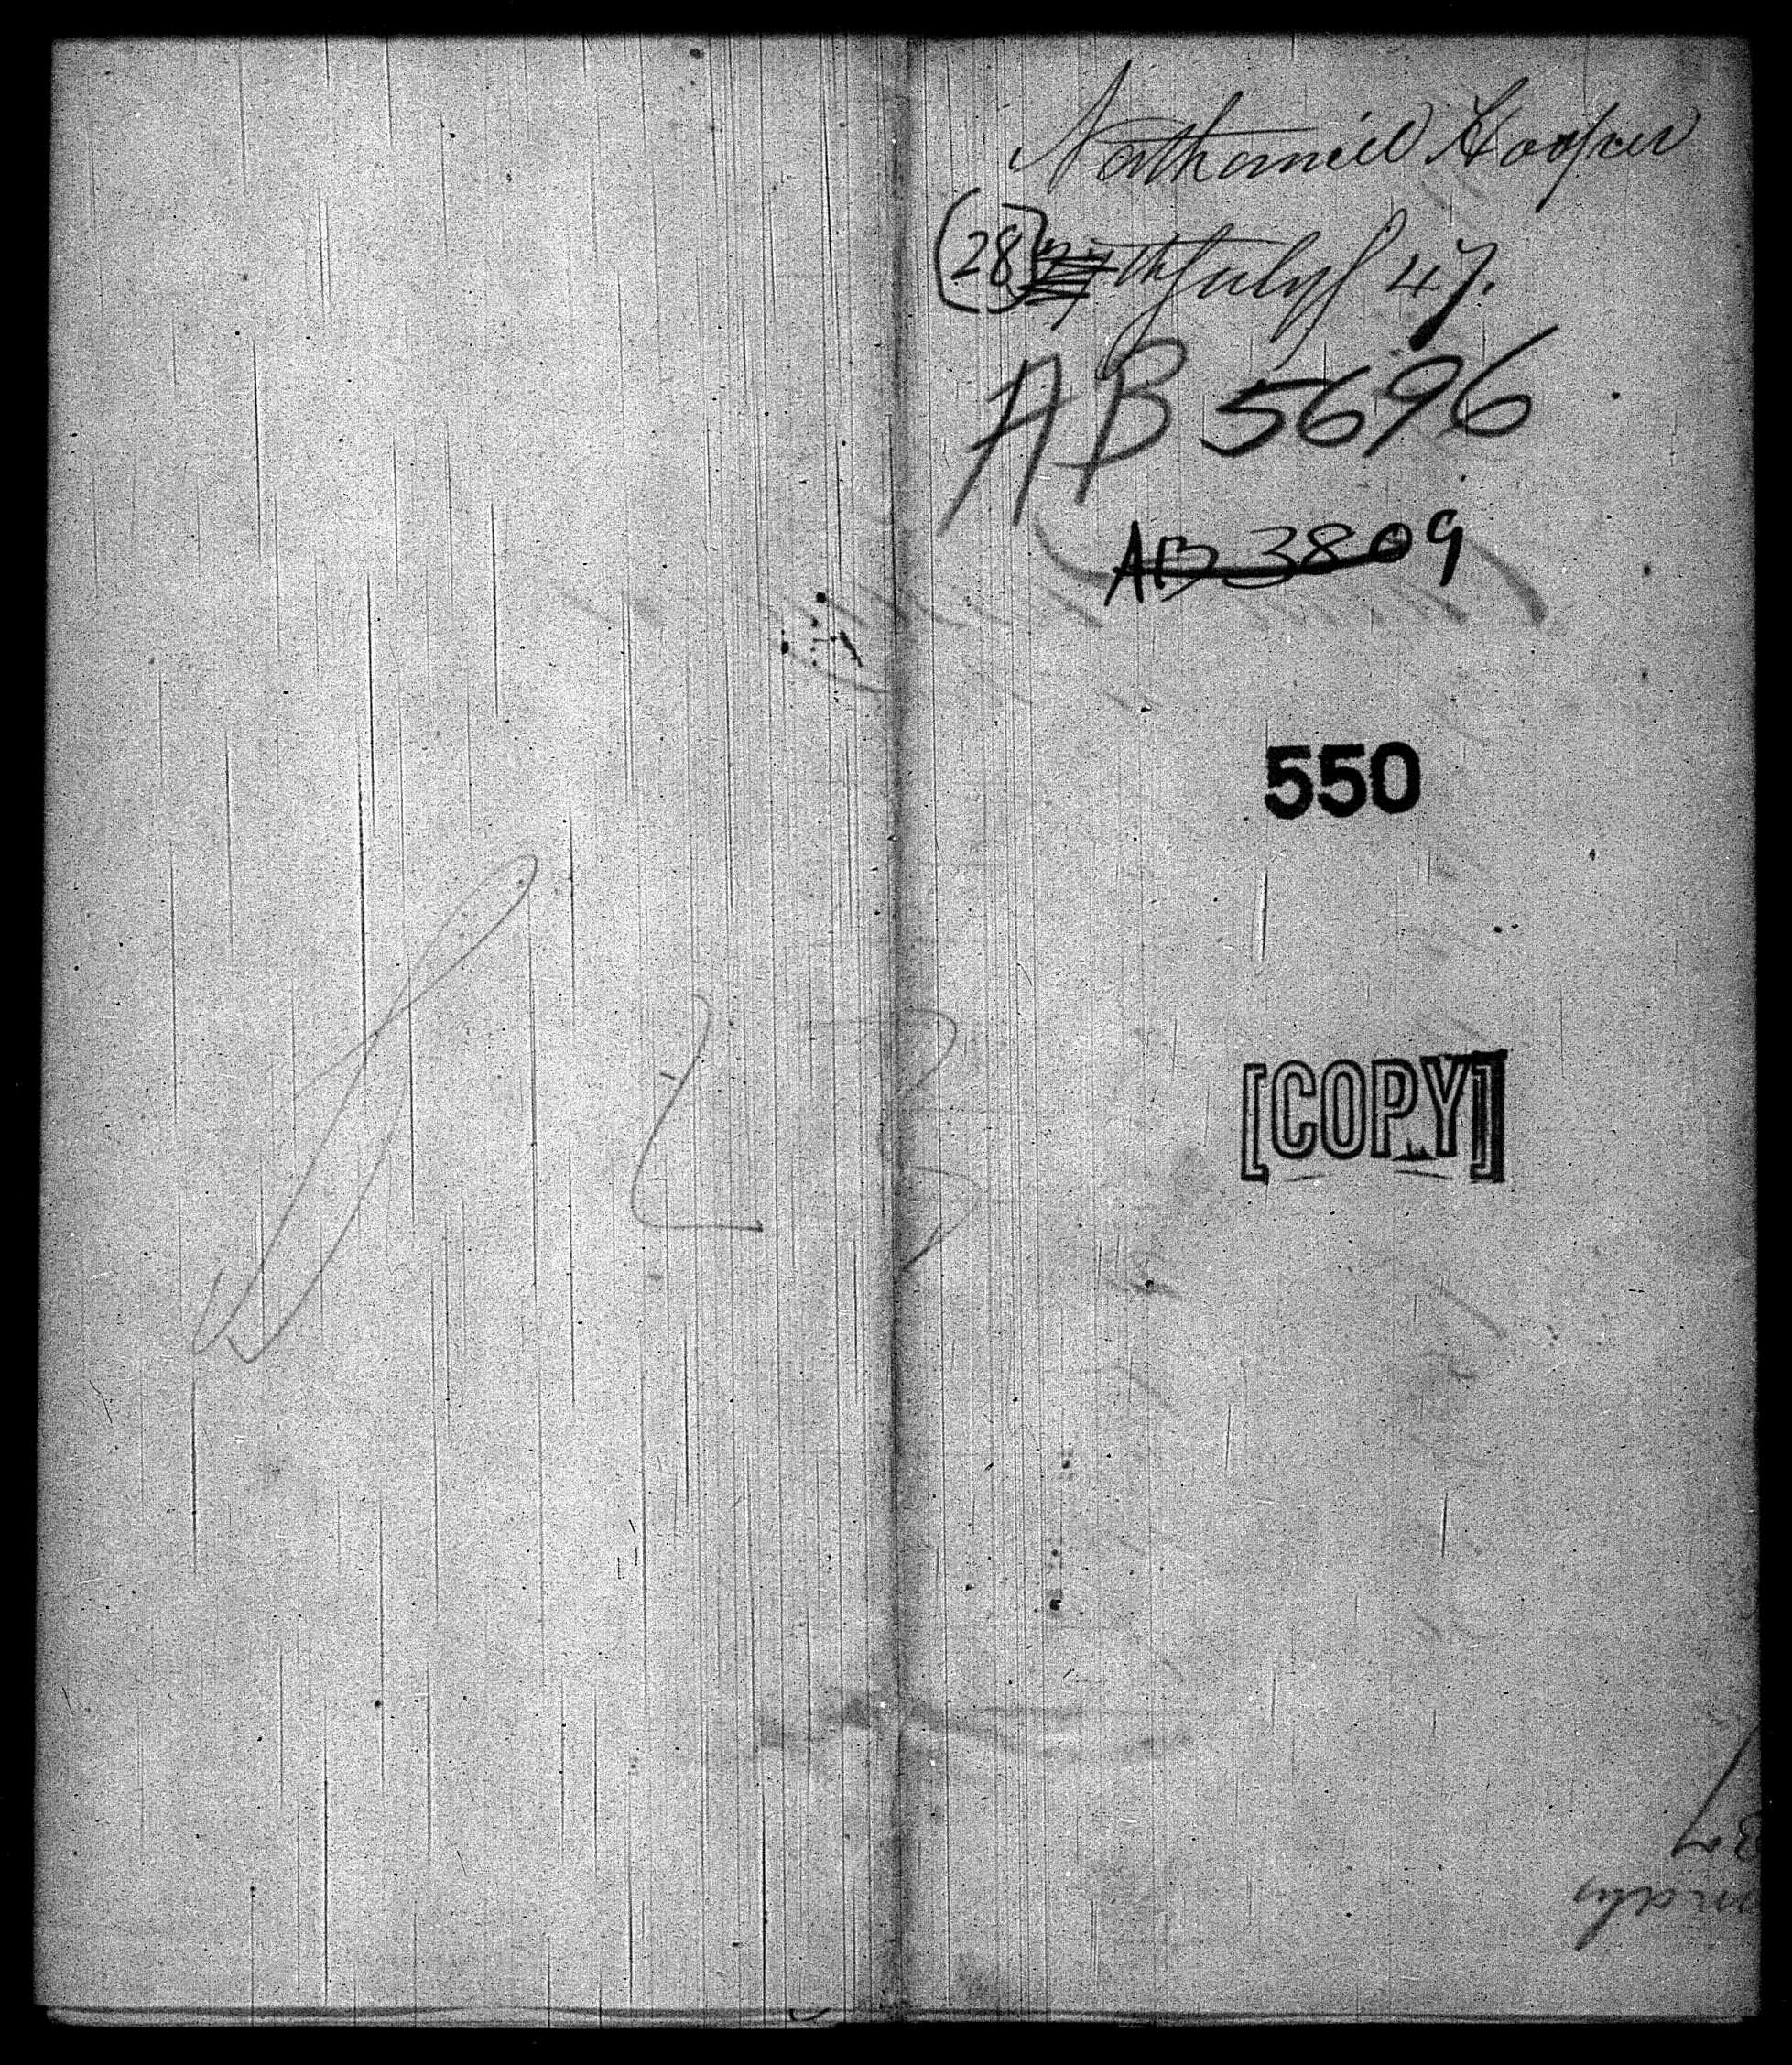 Nathaniel Hooper
(28) th July 47.
AB 5696
AB 3809
550
[COPY]